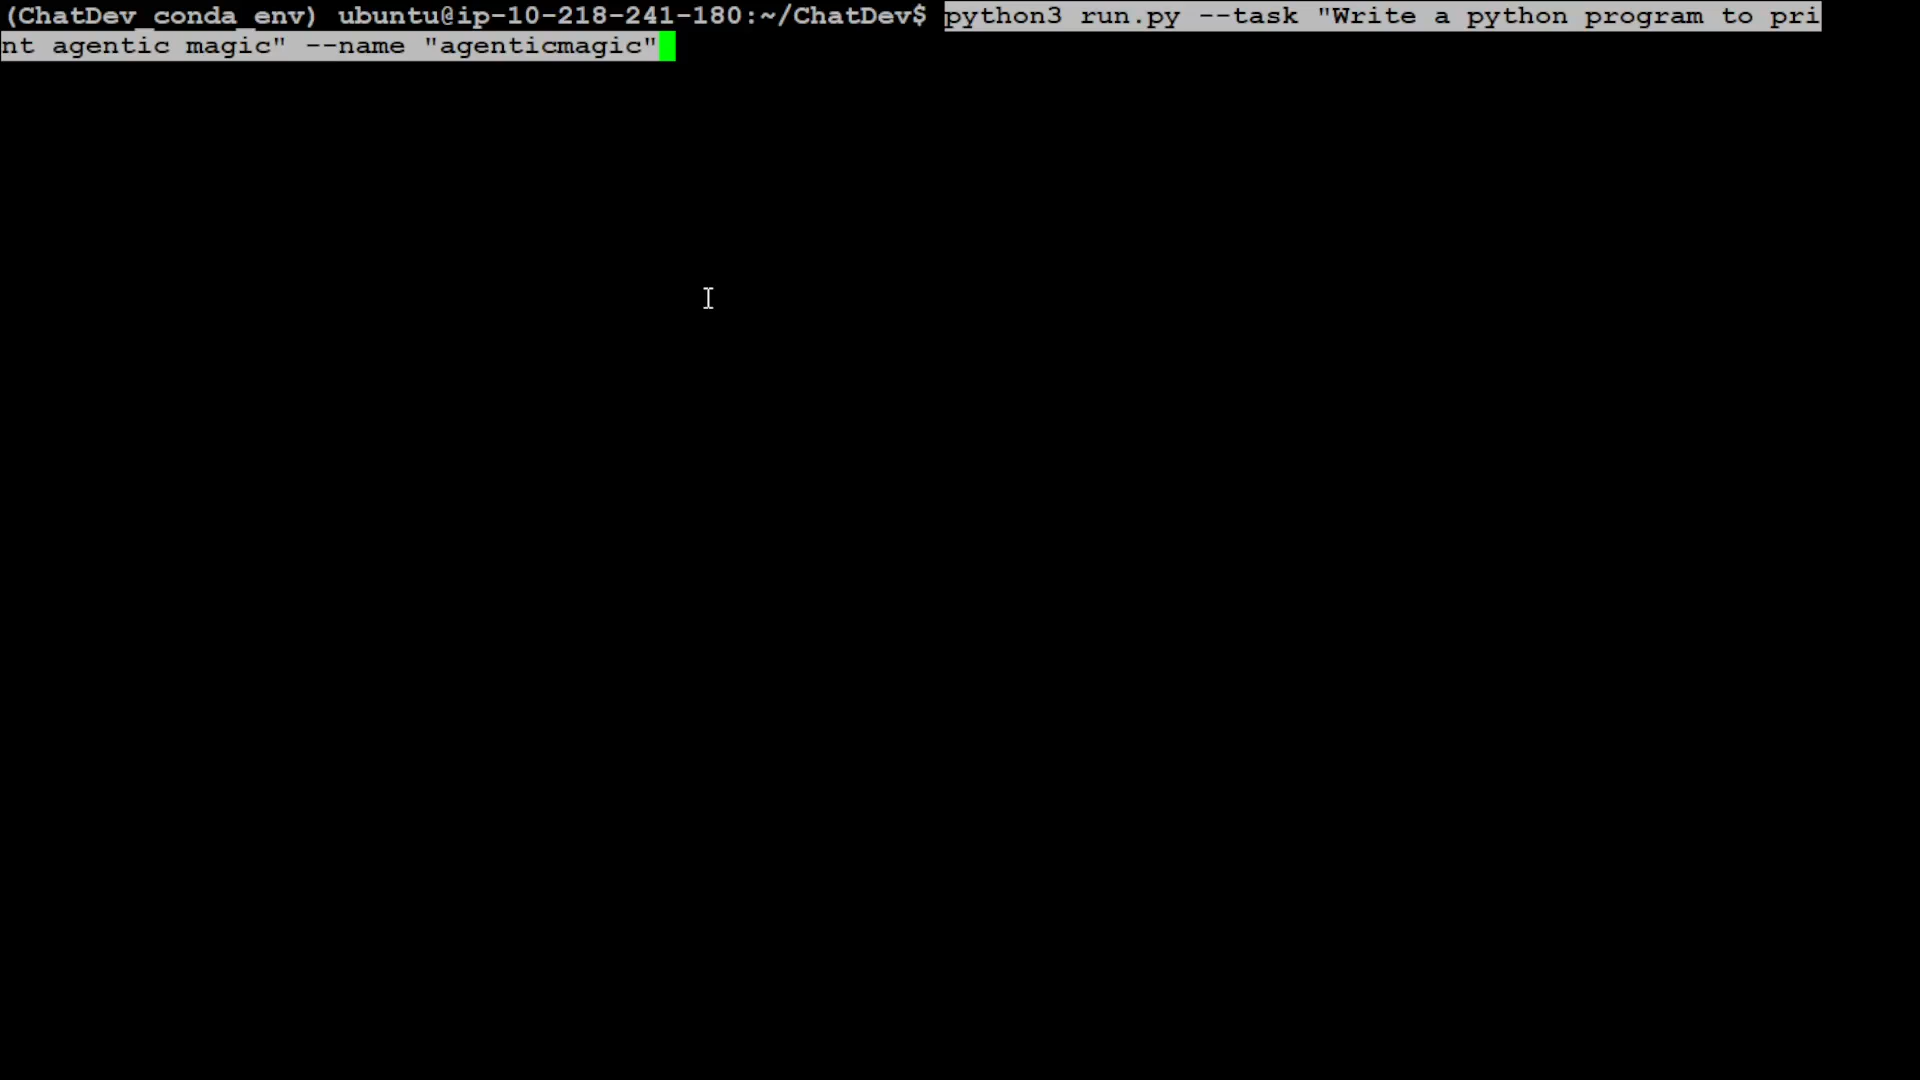 (ChatDev_conda_env) ubuntu@ip-10-218-241-180:~/ChatDev$ python3 run.py --task "Write a python program to pri
nt agentic magic" --name "agenticmagic"